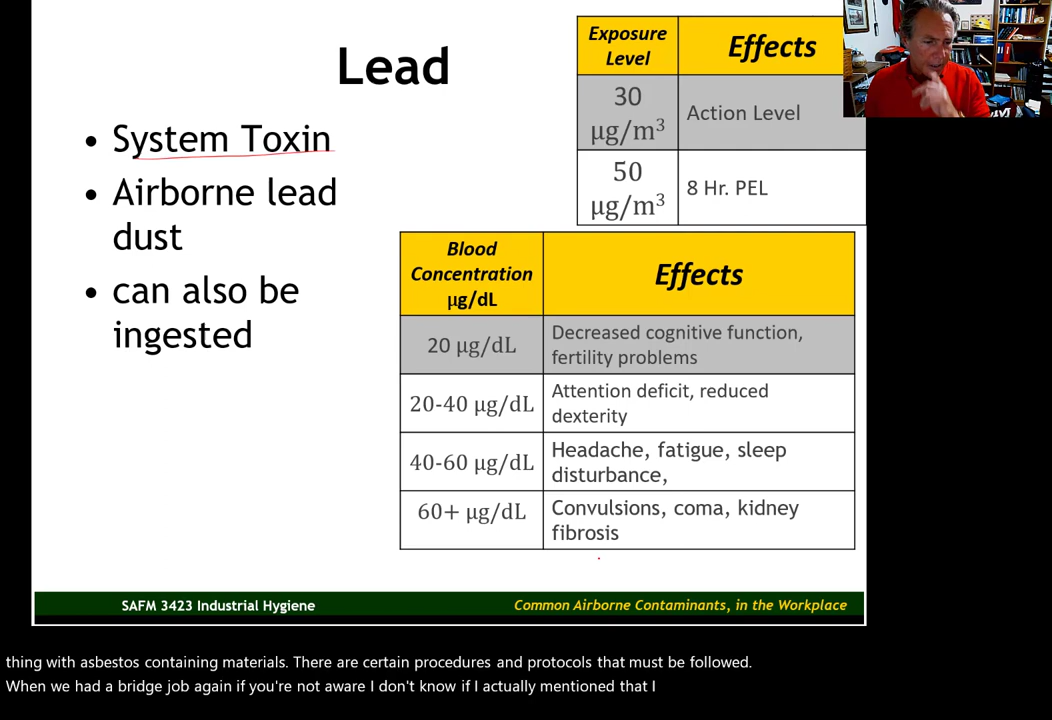 Lead
• System Toxin
• Airborne lead
dust
• can also be
ingested
Exposure
Level
Effects
30
μg/m³
Action Level
50
μg/m³
8 Hr. PEL
Blood
Concentration
μg/dL
Effects
20 μg/dL
Decreased cognitive function,
fertility problems
20-40 μg/dL
Attention deficit, reduced
dexterity
40-60 μg/dL
Headache, fatigue, sleep
disturbance,
60+ μg/dL
Convulsions, coma, kidney
fibrosis
SAFM 3423 Industrial Hygiene
Common Airborne Contaminants, in the Workplace
thing with asbestos containing materials. There are certain procedures and protocols that must be followed.
When we had a bridge job again if you're not aware I don't know if I actually mentioned that I